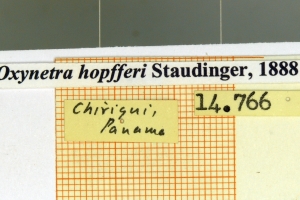 Oxynetra hopfferi Staudinger, 1888
Chiriqui,
Panama
14.766